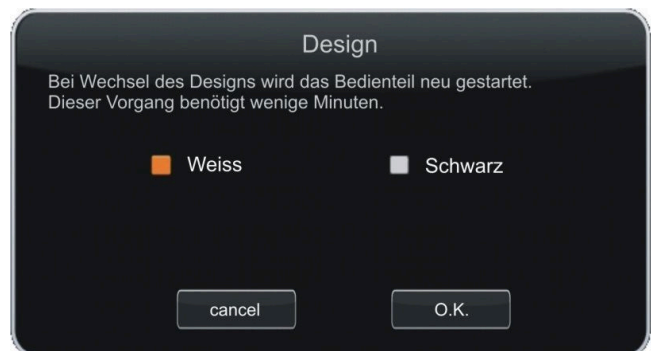 Design
Bei Wechsel des Designs wird das Bedienteil neu gestartet.
Dieser Vorgang benötigt wenige Minuten.
Weiss
Schwarz
cancel
O.K.